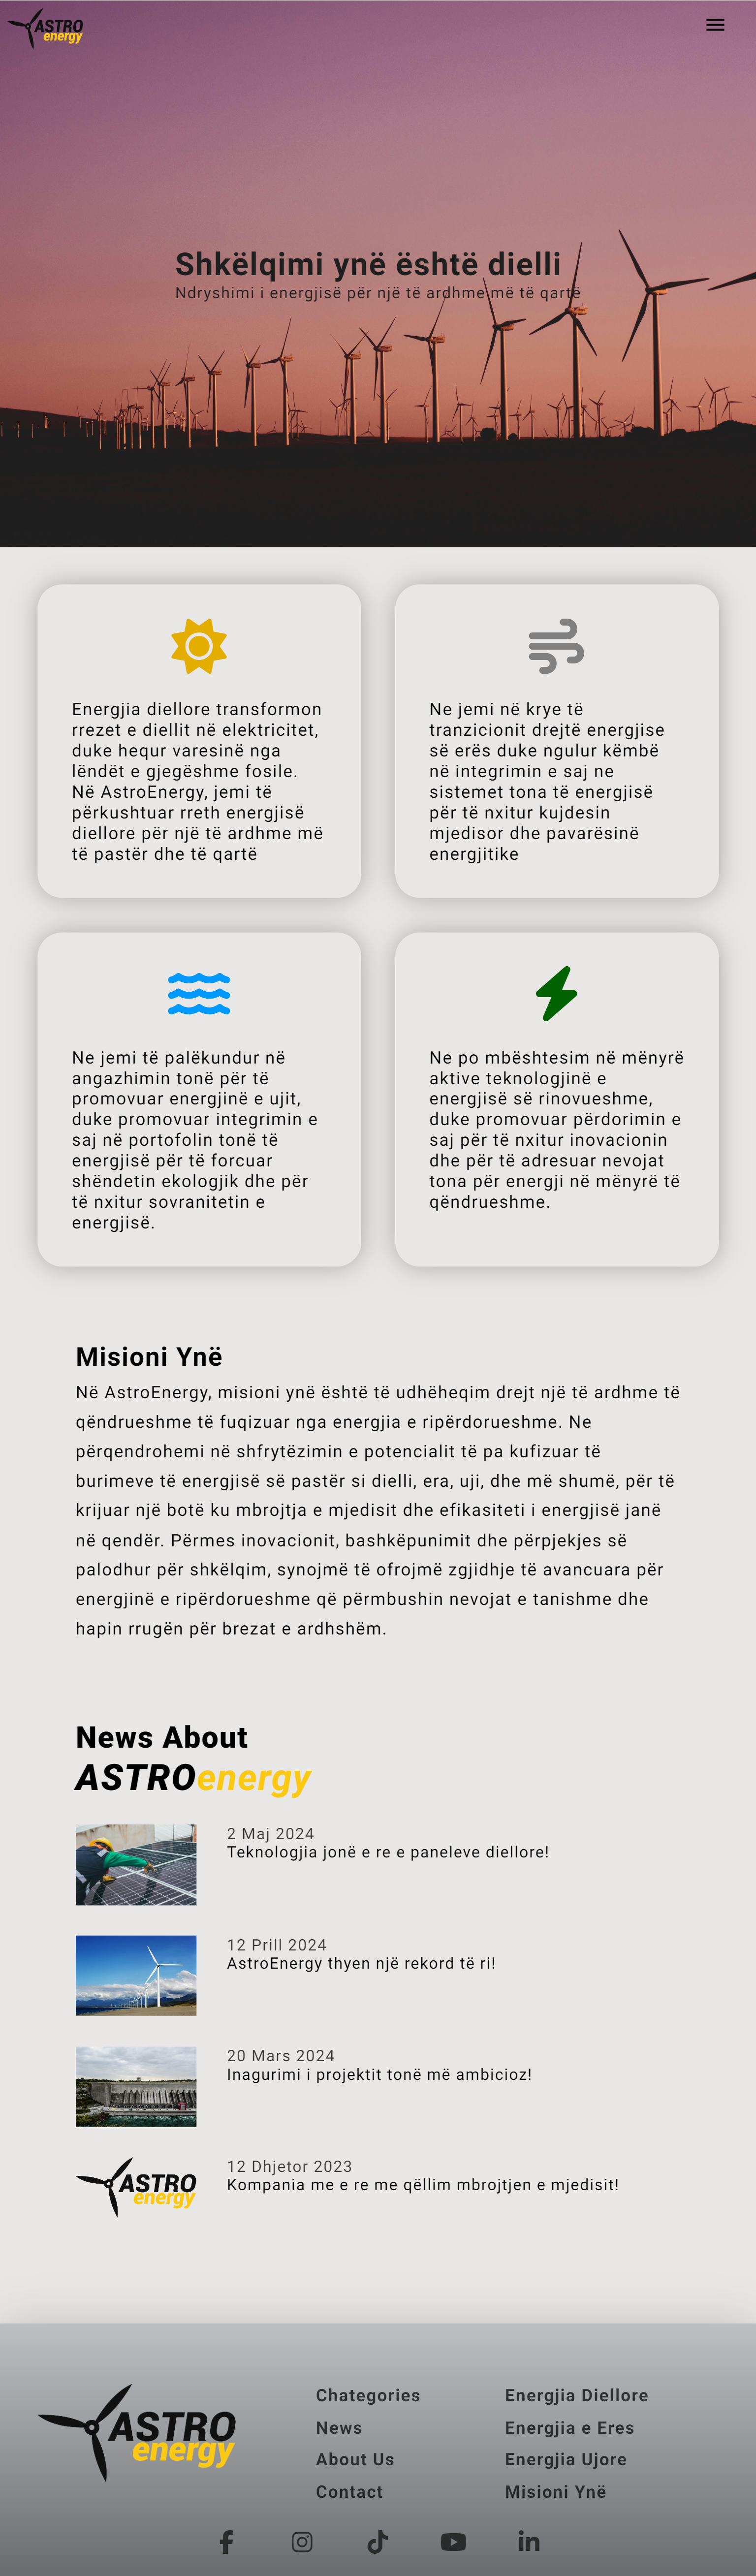 ASTRO
energy
Shkëlqimi ynë është dielli
Ndryshimi i energjisë për një të ardhme më të qartë
Energjia diellore transformon
rrezet e diellit në elektricitet,
duke hequr varesinë nga
lëndët e gjegëshme fosile.
Në AstroEnergy, jemi të
përkushtuar rreth energjisë
diellore për një të ardhme më
të pastër dhe të qartë
Ne jemi në krye të
tranzicionit drejtë energjise
së erës duke ngulur këmbë
në integrimin e saj ne
sistemet tona të energjisë
për të nxitur kujdesin
mjedisor dhe pavarësinë
energjitike
Ne jemi të palëkundur në
angazhimin tonë për të
promovuar energjinë e ujit,
duke promovuar integrimin e
saj në portofolin tonë të
energjisë për të forcuar
shëndetin ekologjik dhe për
të nxitur sovranitetin e
energjisë.
Ne po mbështesim në mënyrë
aktive teknologjinë e
energjisë së rinovueshme,
duke promovuar përdorimin e
saj për të nxitur inovacionin
dhe për të adresuar nevojat
tona për energji në mënyrë të
qëndrueshme.
Misioni Ynë
Në AstroEnergy, misioni ynë është të udhëheqim drejt një të ardhme të
qëndrueshme të fuqizuar nga energjia e ripërdorueshme. Ne
përqendrohemi në shfrytëzimin e potencialit të pa kufizuar të
burimeve të energjisë së pastër si dielli, era, uji, dhe më shumë, për të
krijuar një botë ku mbrojtja e mjedisit dhe efikasiteti i energjisë janë
në qendër. Përmes inovacionit, bashkëpunimit dhe përpjekjes së
palodhur për shkëlqim, synojmë të ofrojmë zgjidhje të avancuara për
energjinë e ripërdorueshme që përmbushin nevojat e tanishme dhe
hapin rrugën për brezat e ardhshëm.
News About
ASTROenergy
2 Maj 2024
Teknologjia jonë e re e paneleve diellore!
12 Prill 2024
AstroEnergy thyen një rekord të ri!
20 Mars 2024
Inagurimi i projektit tonë më ambicioz!
ASTRO
energy
12 Dhjetor 2023
Kompania me e re me qëllim mbrojtjen e mjedisit!
ASTRO
energy
Chategories
News
About Us
Contact
Energjia Diellore
Energjia e Eres
Energjia Ujore
Misioni Ynë